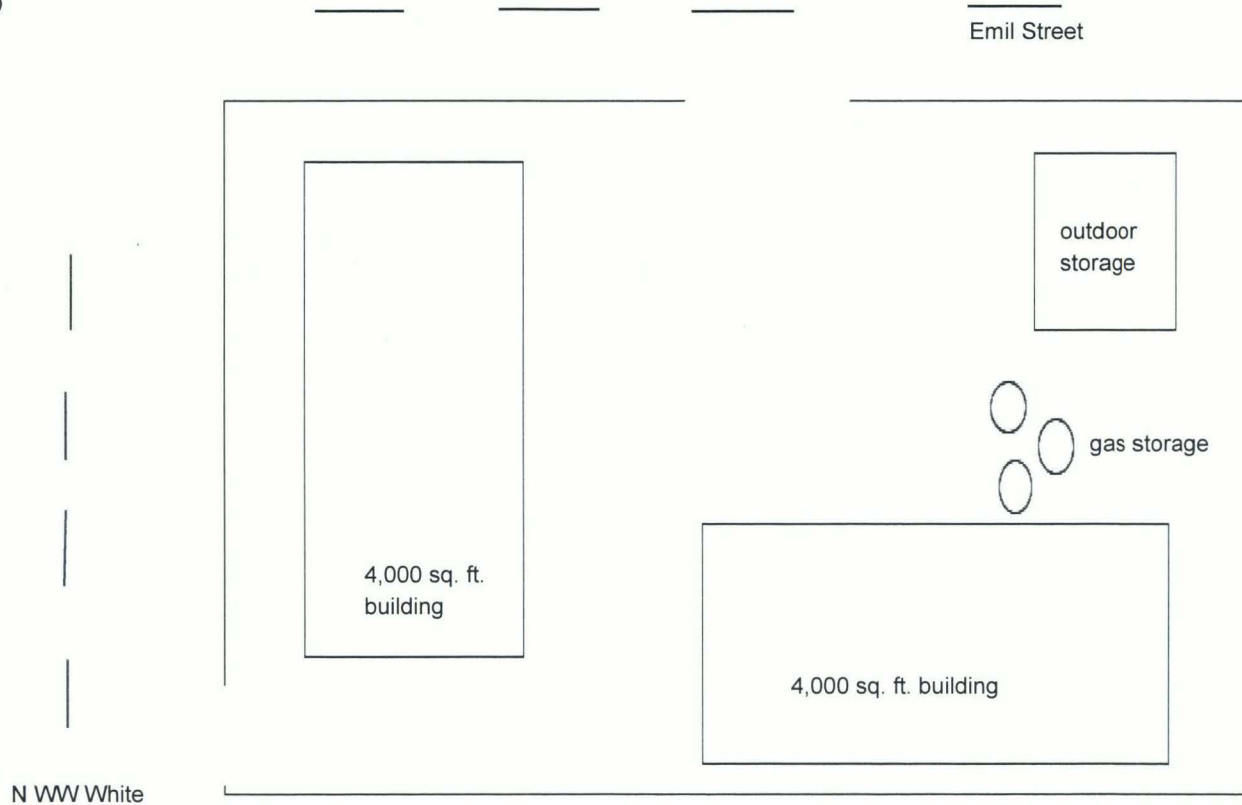 Emil Street
outdoor
storage
gas storage
4,000 sq. ft.
building
4,000 sq. ft. building
N WW White